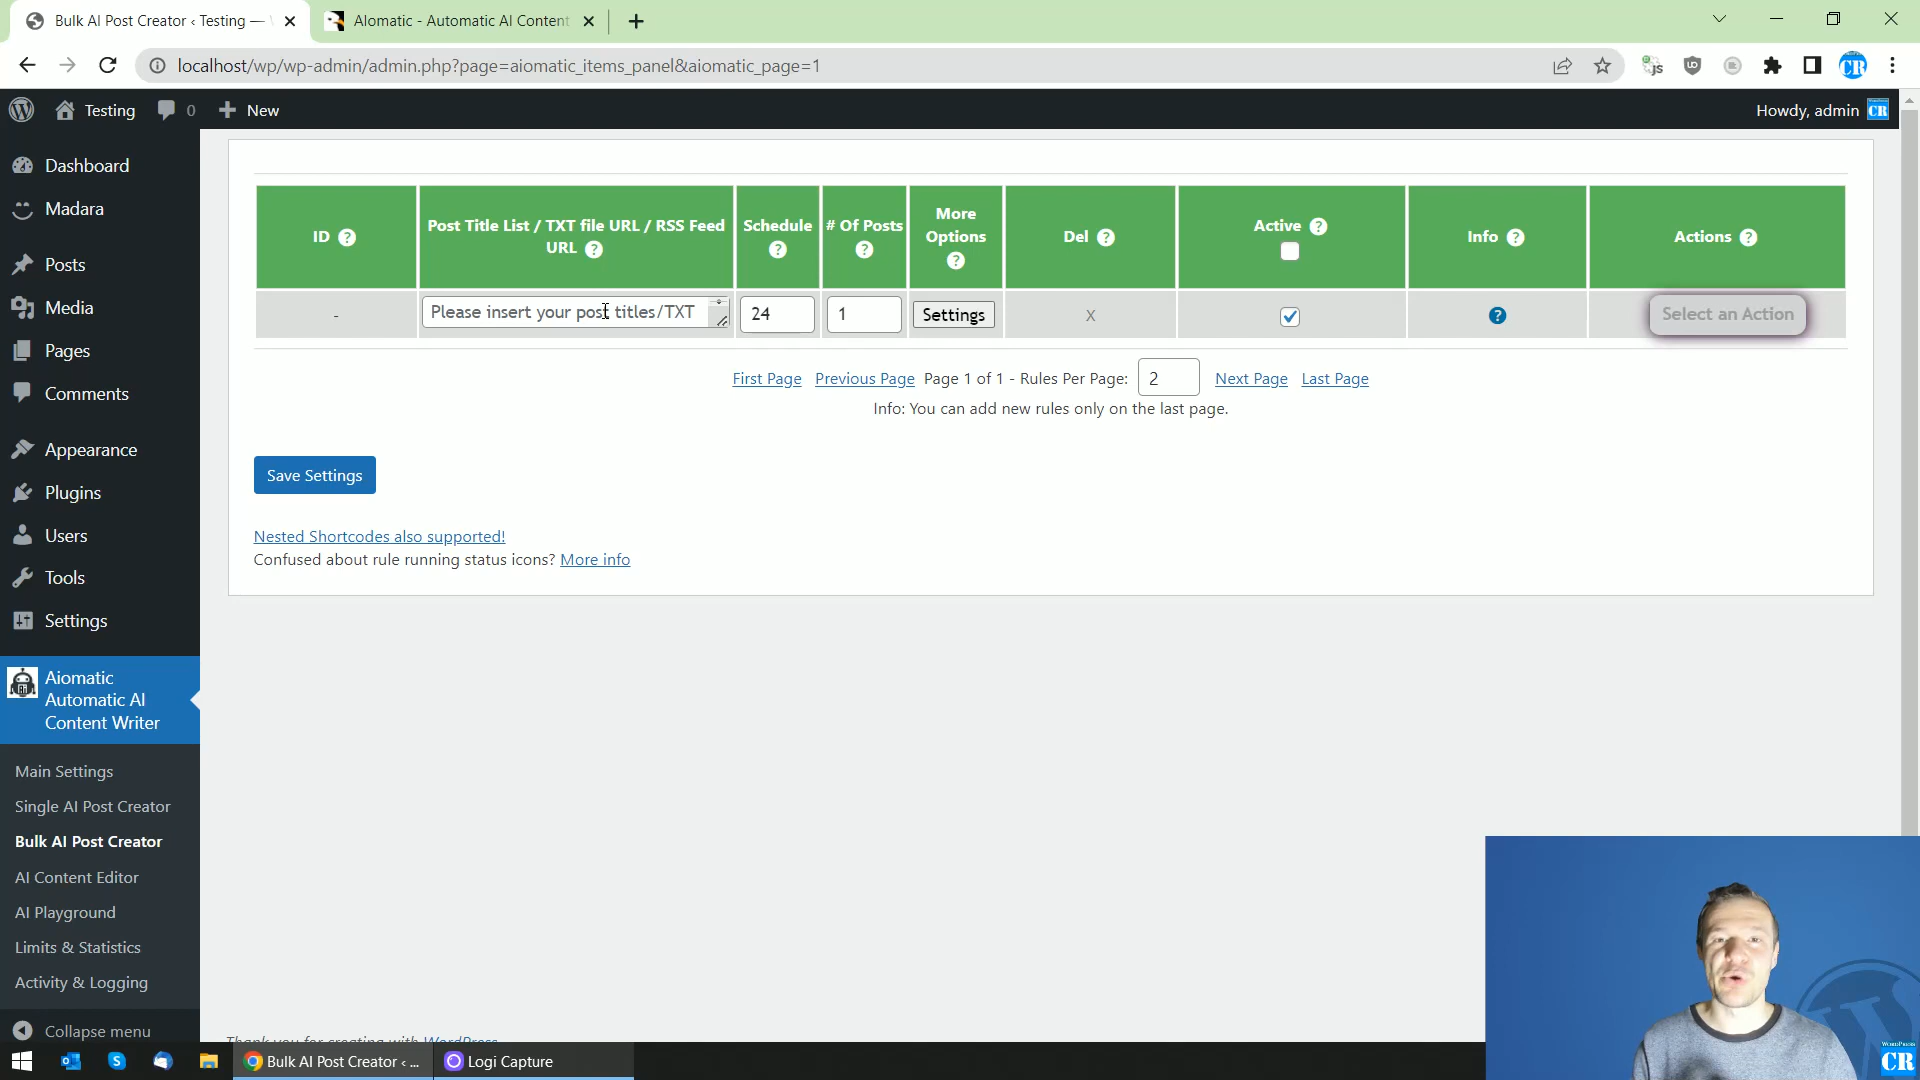 Bulk AI Post Creator ‹ Testing —
AIomatic - Automatic AI Content
localhost/wp/wp-admin/admin.php?page=aiomatic_items_panel&aiomatic_page=1
Testing
0
New
Howdy, admin
CR
Dashboard
Madara
Posts
Media
Pages
Comments
Appearance
Plugins
Users
Tools
Settings
Aiomatic
Automatic AI
Content Writer
Main Settings
Single AI Post Creator
Bulk AI Post Creator
AI Content Editor
AI Playground
Limits & Statistics
Activity & Logging
Collapse menu
ID ?
Post Title List / TXT file URL / RSS Feed
URL ?
Schedule
?
# Of Posts
?
More
Options
?
Del ?
Active ?
Info ?
Actions ?
-
Please insert your post titles/TXT
24
1
Settings
X
?
Select an Action
First Page Previous Page Page 1 of 1 - Rules Per Page: 2 Next Page Last Page
Info: You can add new rules only on the last page.
Save Settings
Nested Shortcodes also supported!
Confused about rule running status icons? More info
Thank you for creating with WordPress
Bulk AI Post Creator ‹ ...
Logi Capture
WORDPRESS
CR